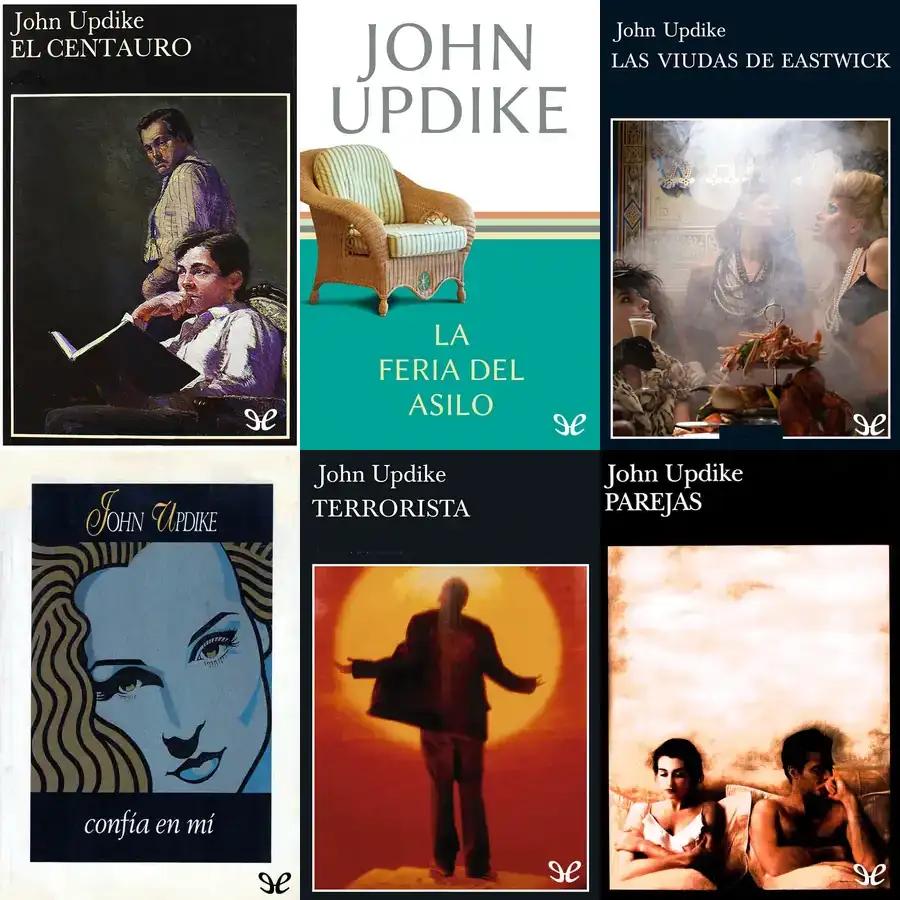 John Updike
EL CENTAURO
JOHN
UPDIKE
LA
FERIA DEL
ASILO
John Updike
LAS VIUDAS DE EASTWICK
JOHN UPDIKE
confía en mí
John Updike
TERRORISTA
John Updike
PAREJAS